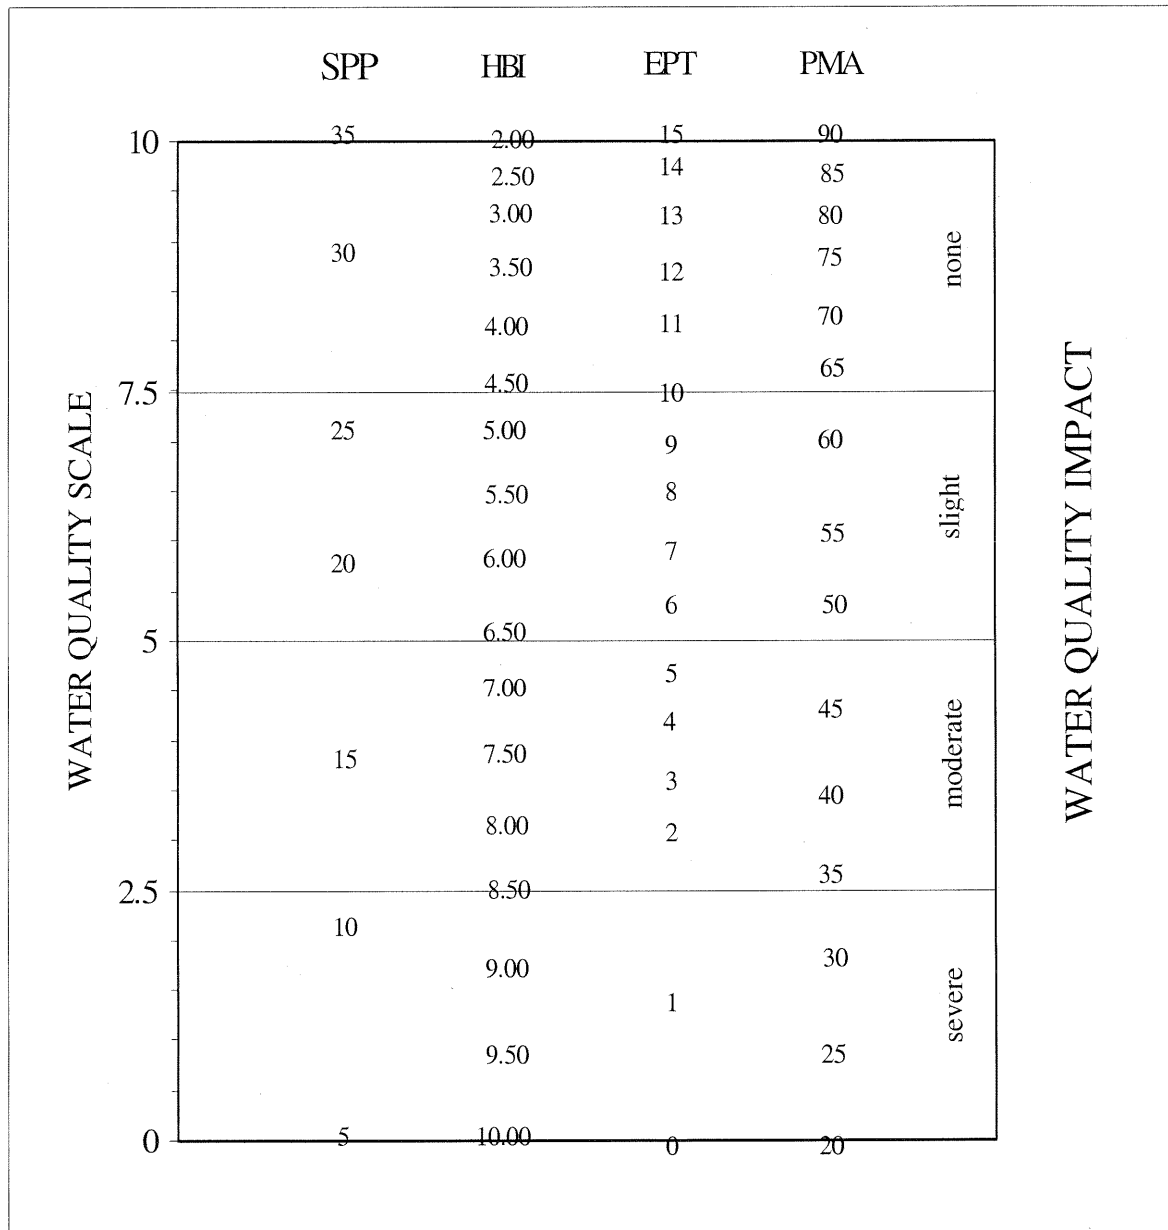 SPP HBI EPT PMA
10 35 2.00 15 90
2.50 14 85
3.00 13 80
30 3.50 12 75
4.00 11 70
65
7.5 4.50 10
25 5.00 9 60
5.50 8
55
20 6.00 7
6 50
5 6.50
7.00 5
4 45
15 7.50
3 40
8.00 2
35
2.5 8.50
10
9.00 30
1
9.50 25
0 5 10.00 0 20
none
slight
moderate
severe
WATER QUALITY SCALE
WATER QUALITY IMPACT